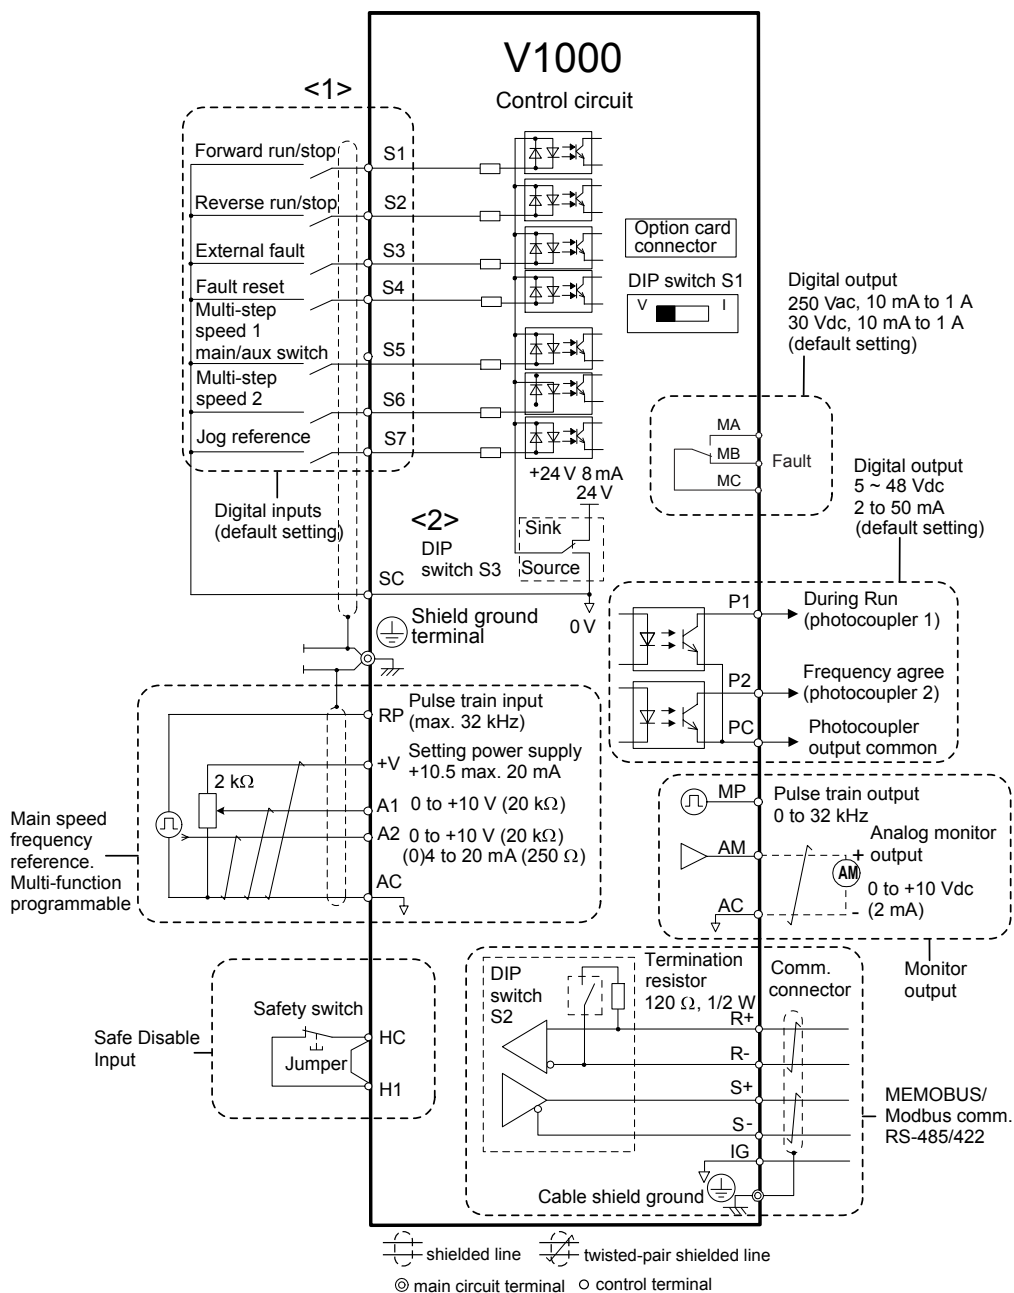 V1000
Control circuit
<1>
Forward run/stop
S1
Reverse run/stop
S2
External fault
S3
Fault reset
S4
Multi-step
speed 1
main/aux switch
S5
Multi-step
speed 2
S6
Jog reference
S7
Digital inputs
(default setting)
Option card
connector
DIP switch S1
V
I
+24 V 8 mA
24 V
<2>
DIP
switch S3
Sink
Source
0 V
SC
Shield ground
terminal
Digital output
250 Vac, 10 mA to 1 A
30 Vdc, 10 mA to 1 A
(default setting)
MA
MB
MC
Fault
Digital output
5 ~ 48 Vdc
2 to 50 mA
(default setting)
P1
During Run
(photocoupler 1)
P2
Frequency agree
(photocoupler 2)
PC
Photocoupler
output common
RP
Pulse train input
(max. 32 kHz)
+V
Setting power supply
+10.5 max. 20 mA
2 kΩ
A1
0 to +10 V (20 kΩ)
A2
0 to +10 V (20 kΩ)
(0)4 to 20 mA (250 Ω)
AC
Main speed
frequency
reference.
Multi-function
programmable
MP
Pulse train output
0 to 32 kHz
AM
Analog monitor
output
+
AM
0 to +10 Vdc
(2 mA)
AC
-
Monitor
output
Safety switch
HC
Jumper
H1
Safe Disable
Input
DIP
switch
S2
Termination
resistor
120 Ω, 1/2 W
Comm.
connector
R+
R-
S+
S-
IG
Cable shield ground
MEMOBUS/
Modbus comm.
RS-485/422
shielded line
twisted-pair shielded line
main circuit terminal
control terminal